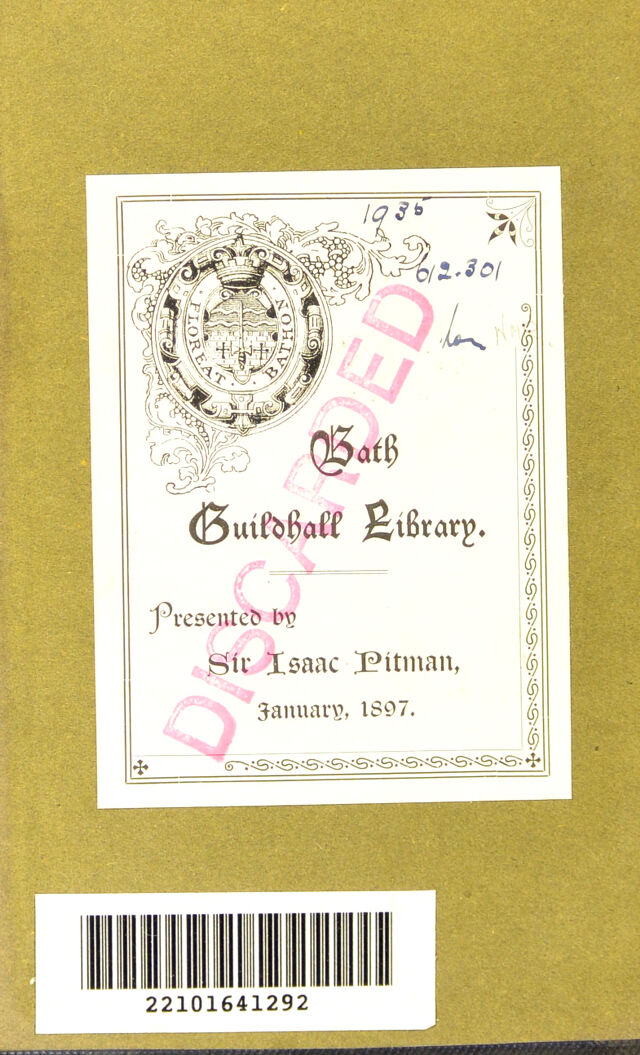 1935
612.301
FLOREAT BATHON
Bath
Guildhall Library.
DISCARDED
Presented by
Sir Isaac Pitman,
January, 1897.
22101641292